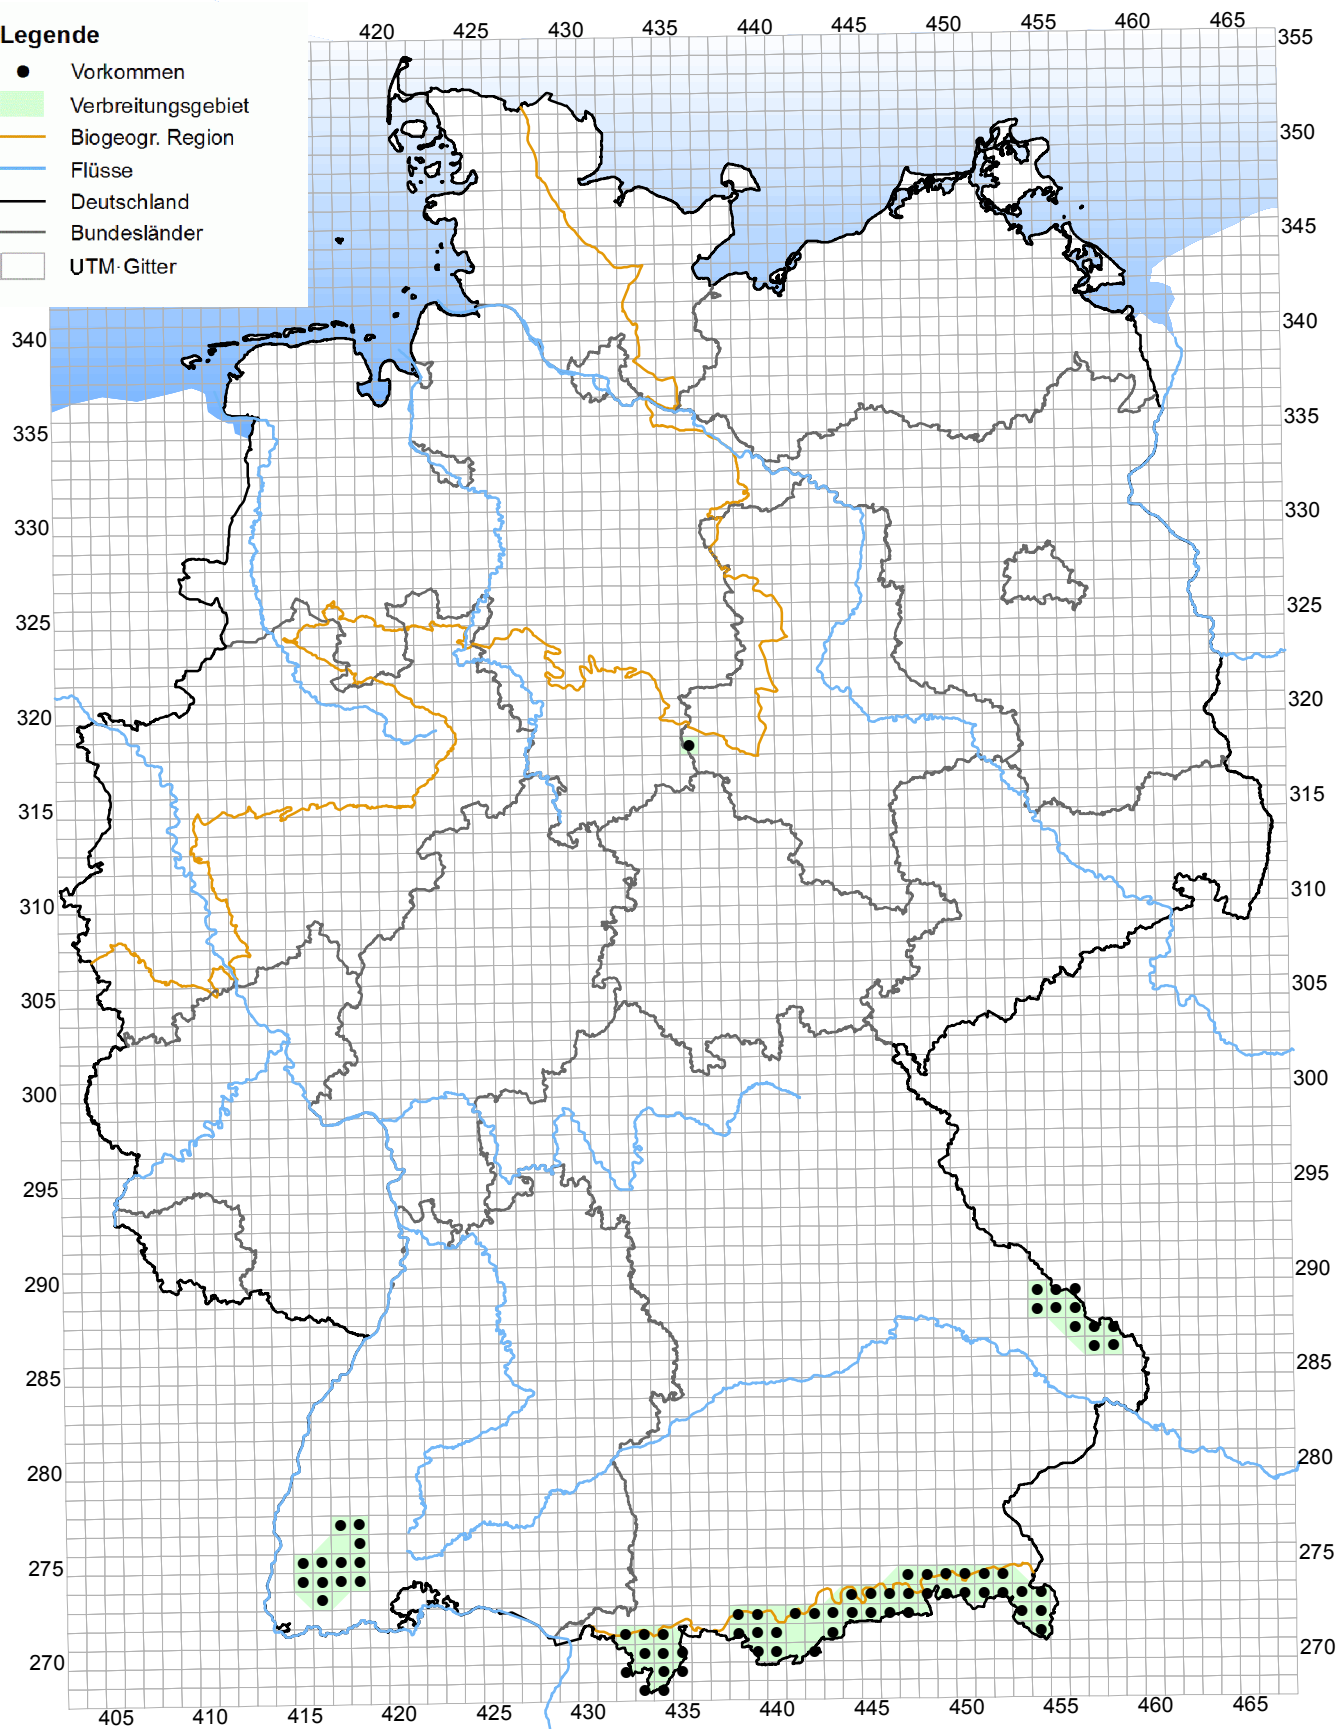 Legende
Vorkommen
Verbreitungsgebiet
Biogeogr. Region
Flüsse
Deutschland
Bundesländer
UTM-Gitter
420 425 430 435 440 445 450 455 460 465
355
350
345
340 340
335 335
330 330
325 325
320 320
315 315
310 310
305 305
300 300
295 295
290 290
285 285
280 280
275 275
270 270
405 410 415 420 425 430 435 440 445 450 455 460 465